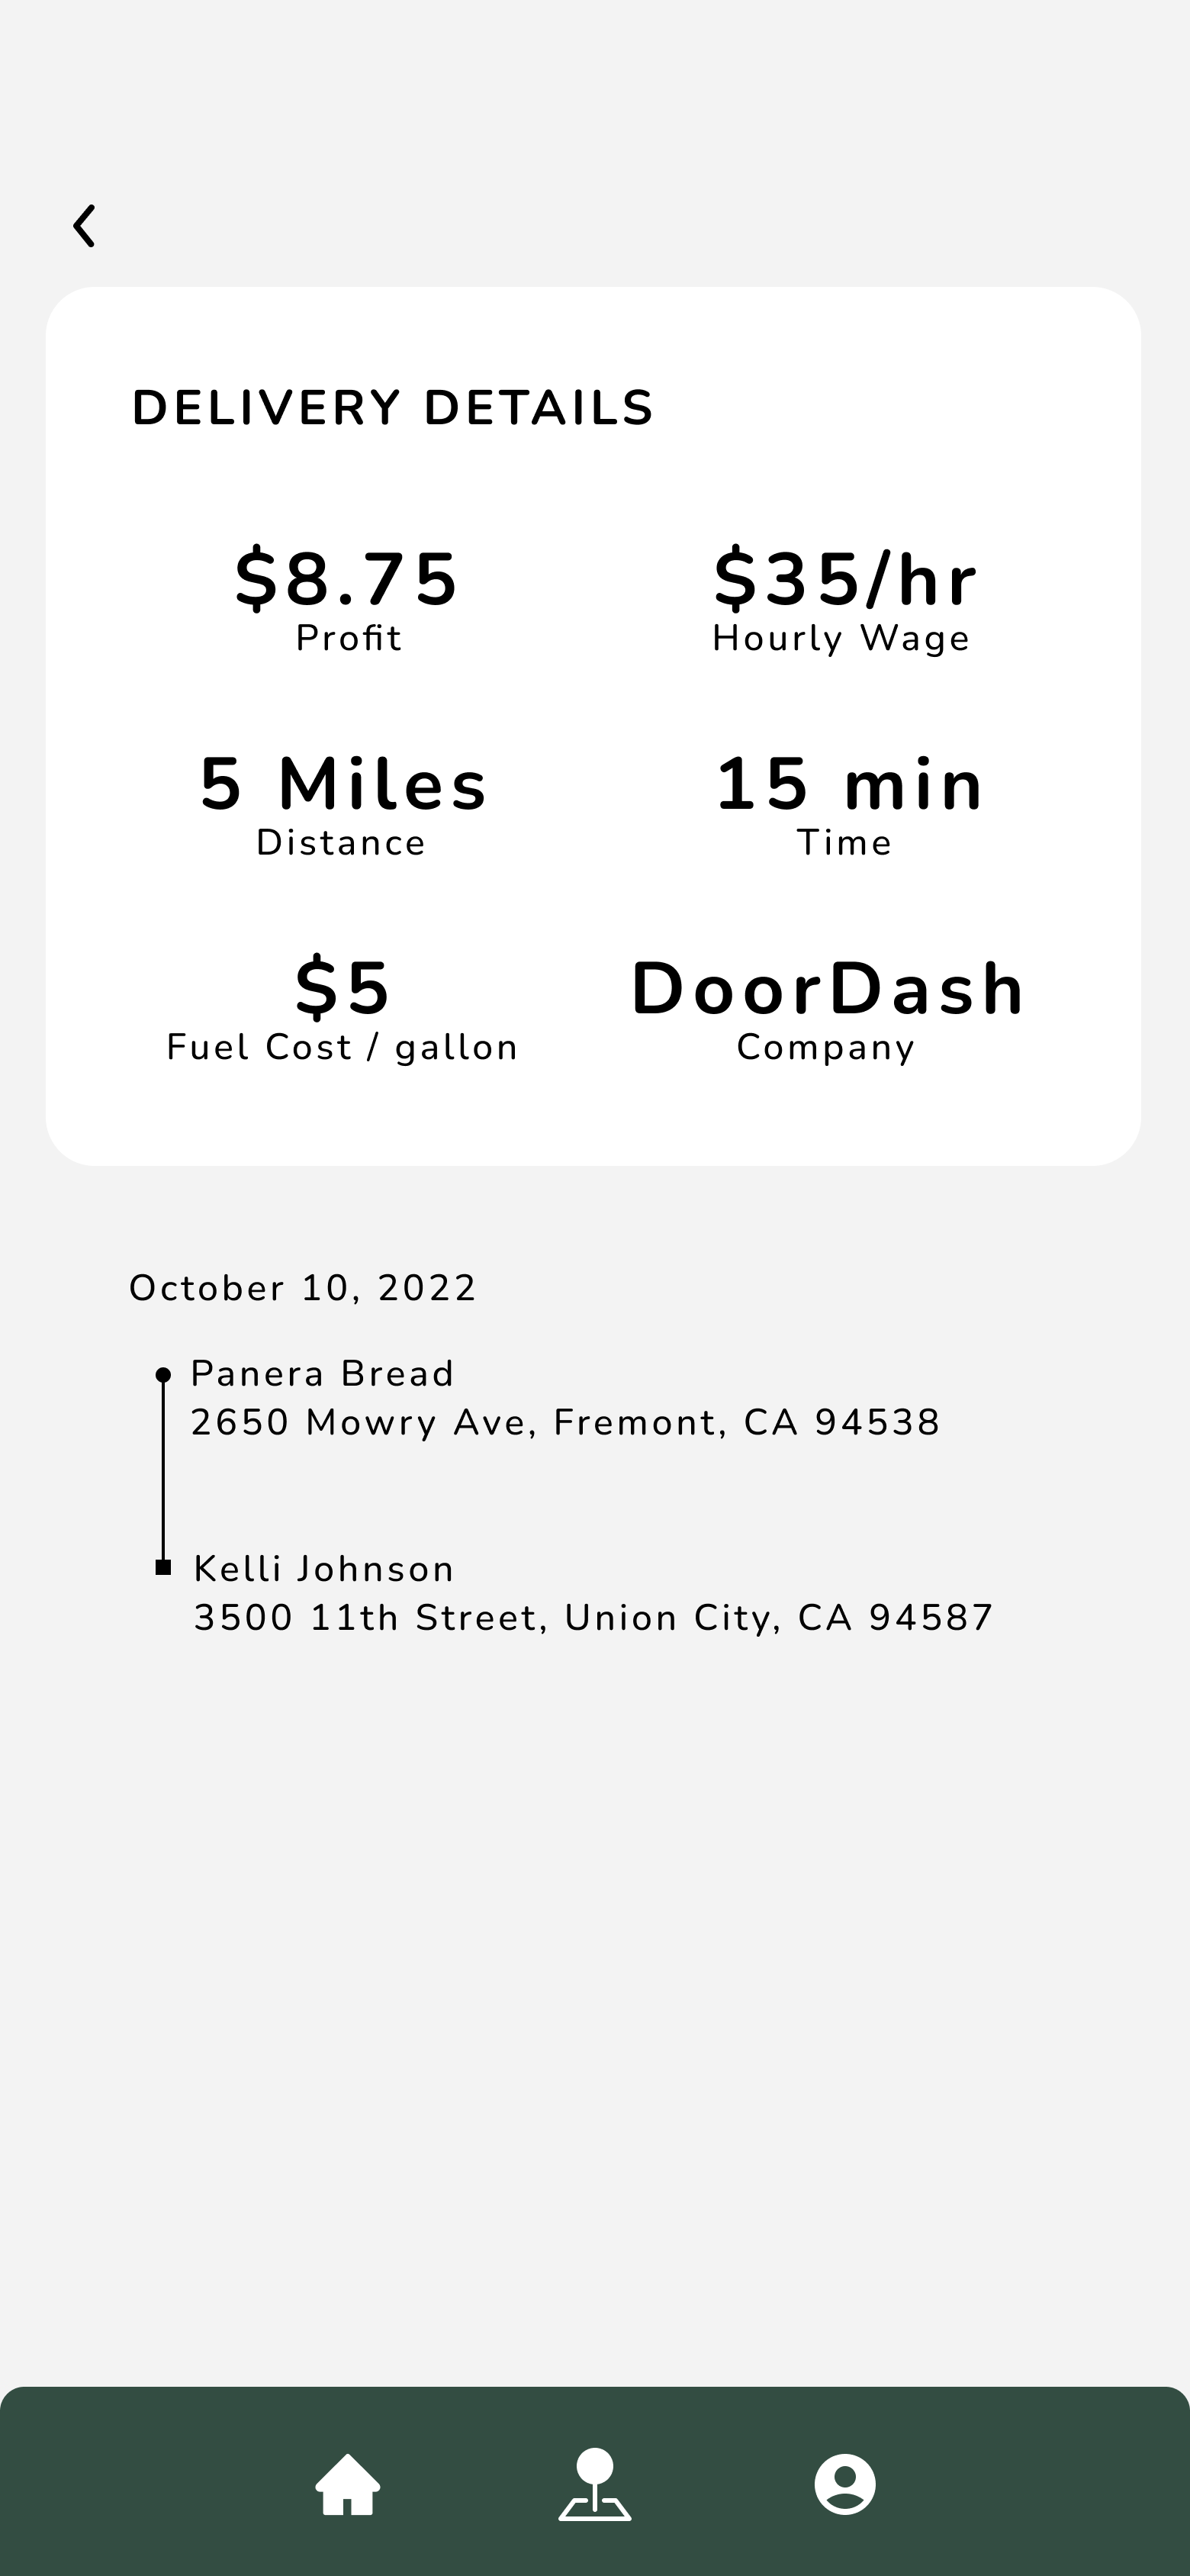 DELIVERY DETAILS
$8.75
Profit
$35/hr
Hourly Wage
5 Miles
Distance
15 min
Time
$5
Fuel Cost / gallon
DoorDash
Company
October 10, 2022
Panera Bread
2650 Mowry Ave, Fremont, CA 94538
Kelli Johnson
3500 11th Street, Union City, CA 94587